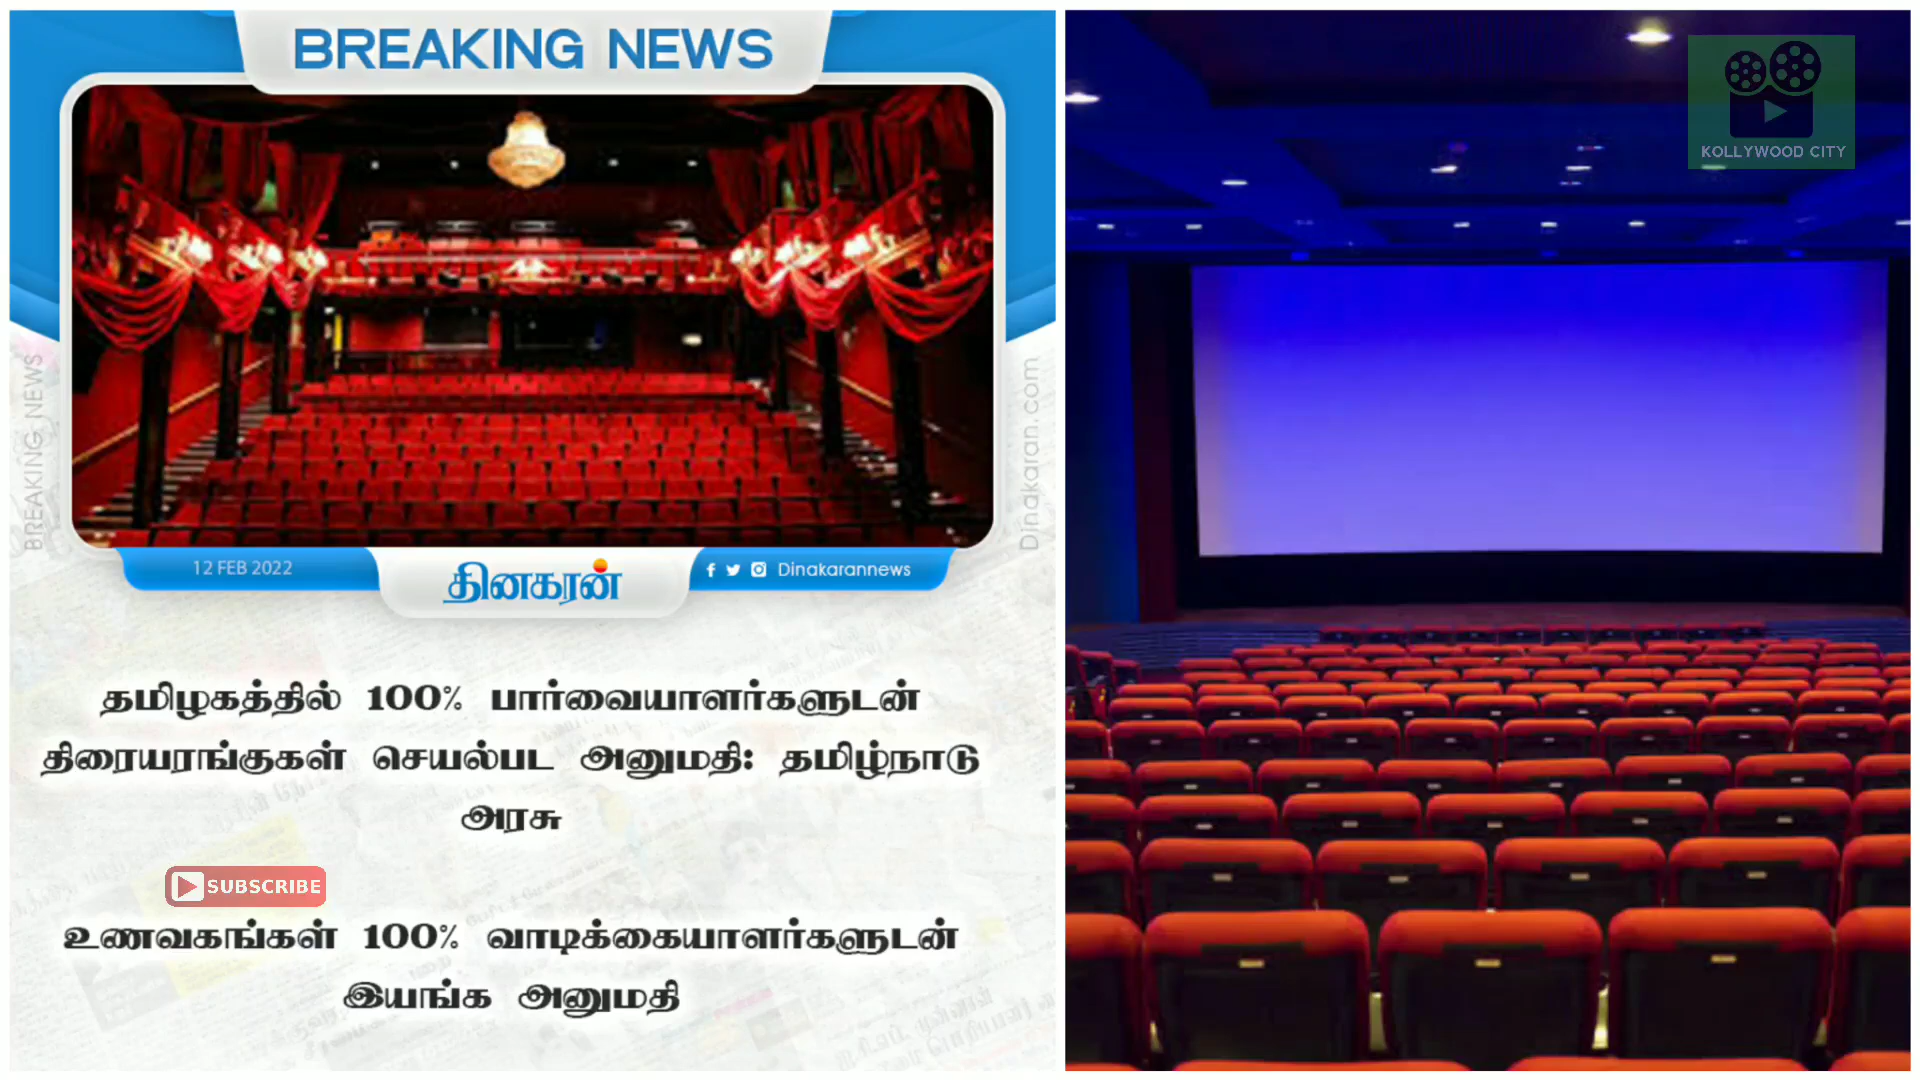 BREAKING NEWS
KOLLYWOOD CITY
BREAKING NEWS
Dinakaran.com
12 FEB 2022
தினகரன்
Dinakarannews
தமிழகத்தில் 100% பார்வையாளர்களுடன்
திரையரங்குகள் செயல்பட அனுமதி: தமிழ்நாடு
அரசு
SUBSCRIBE
உணவகங்கள் 100% வாடிக்கையாளர்களுடன்
இயங்க அனுமதி